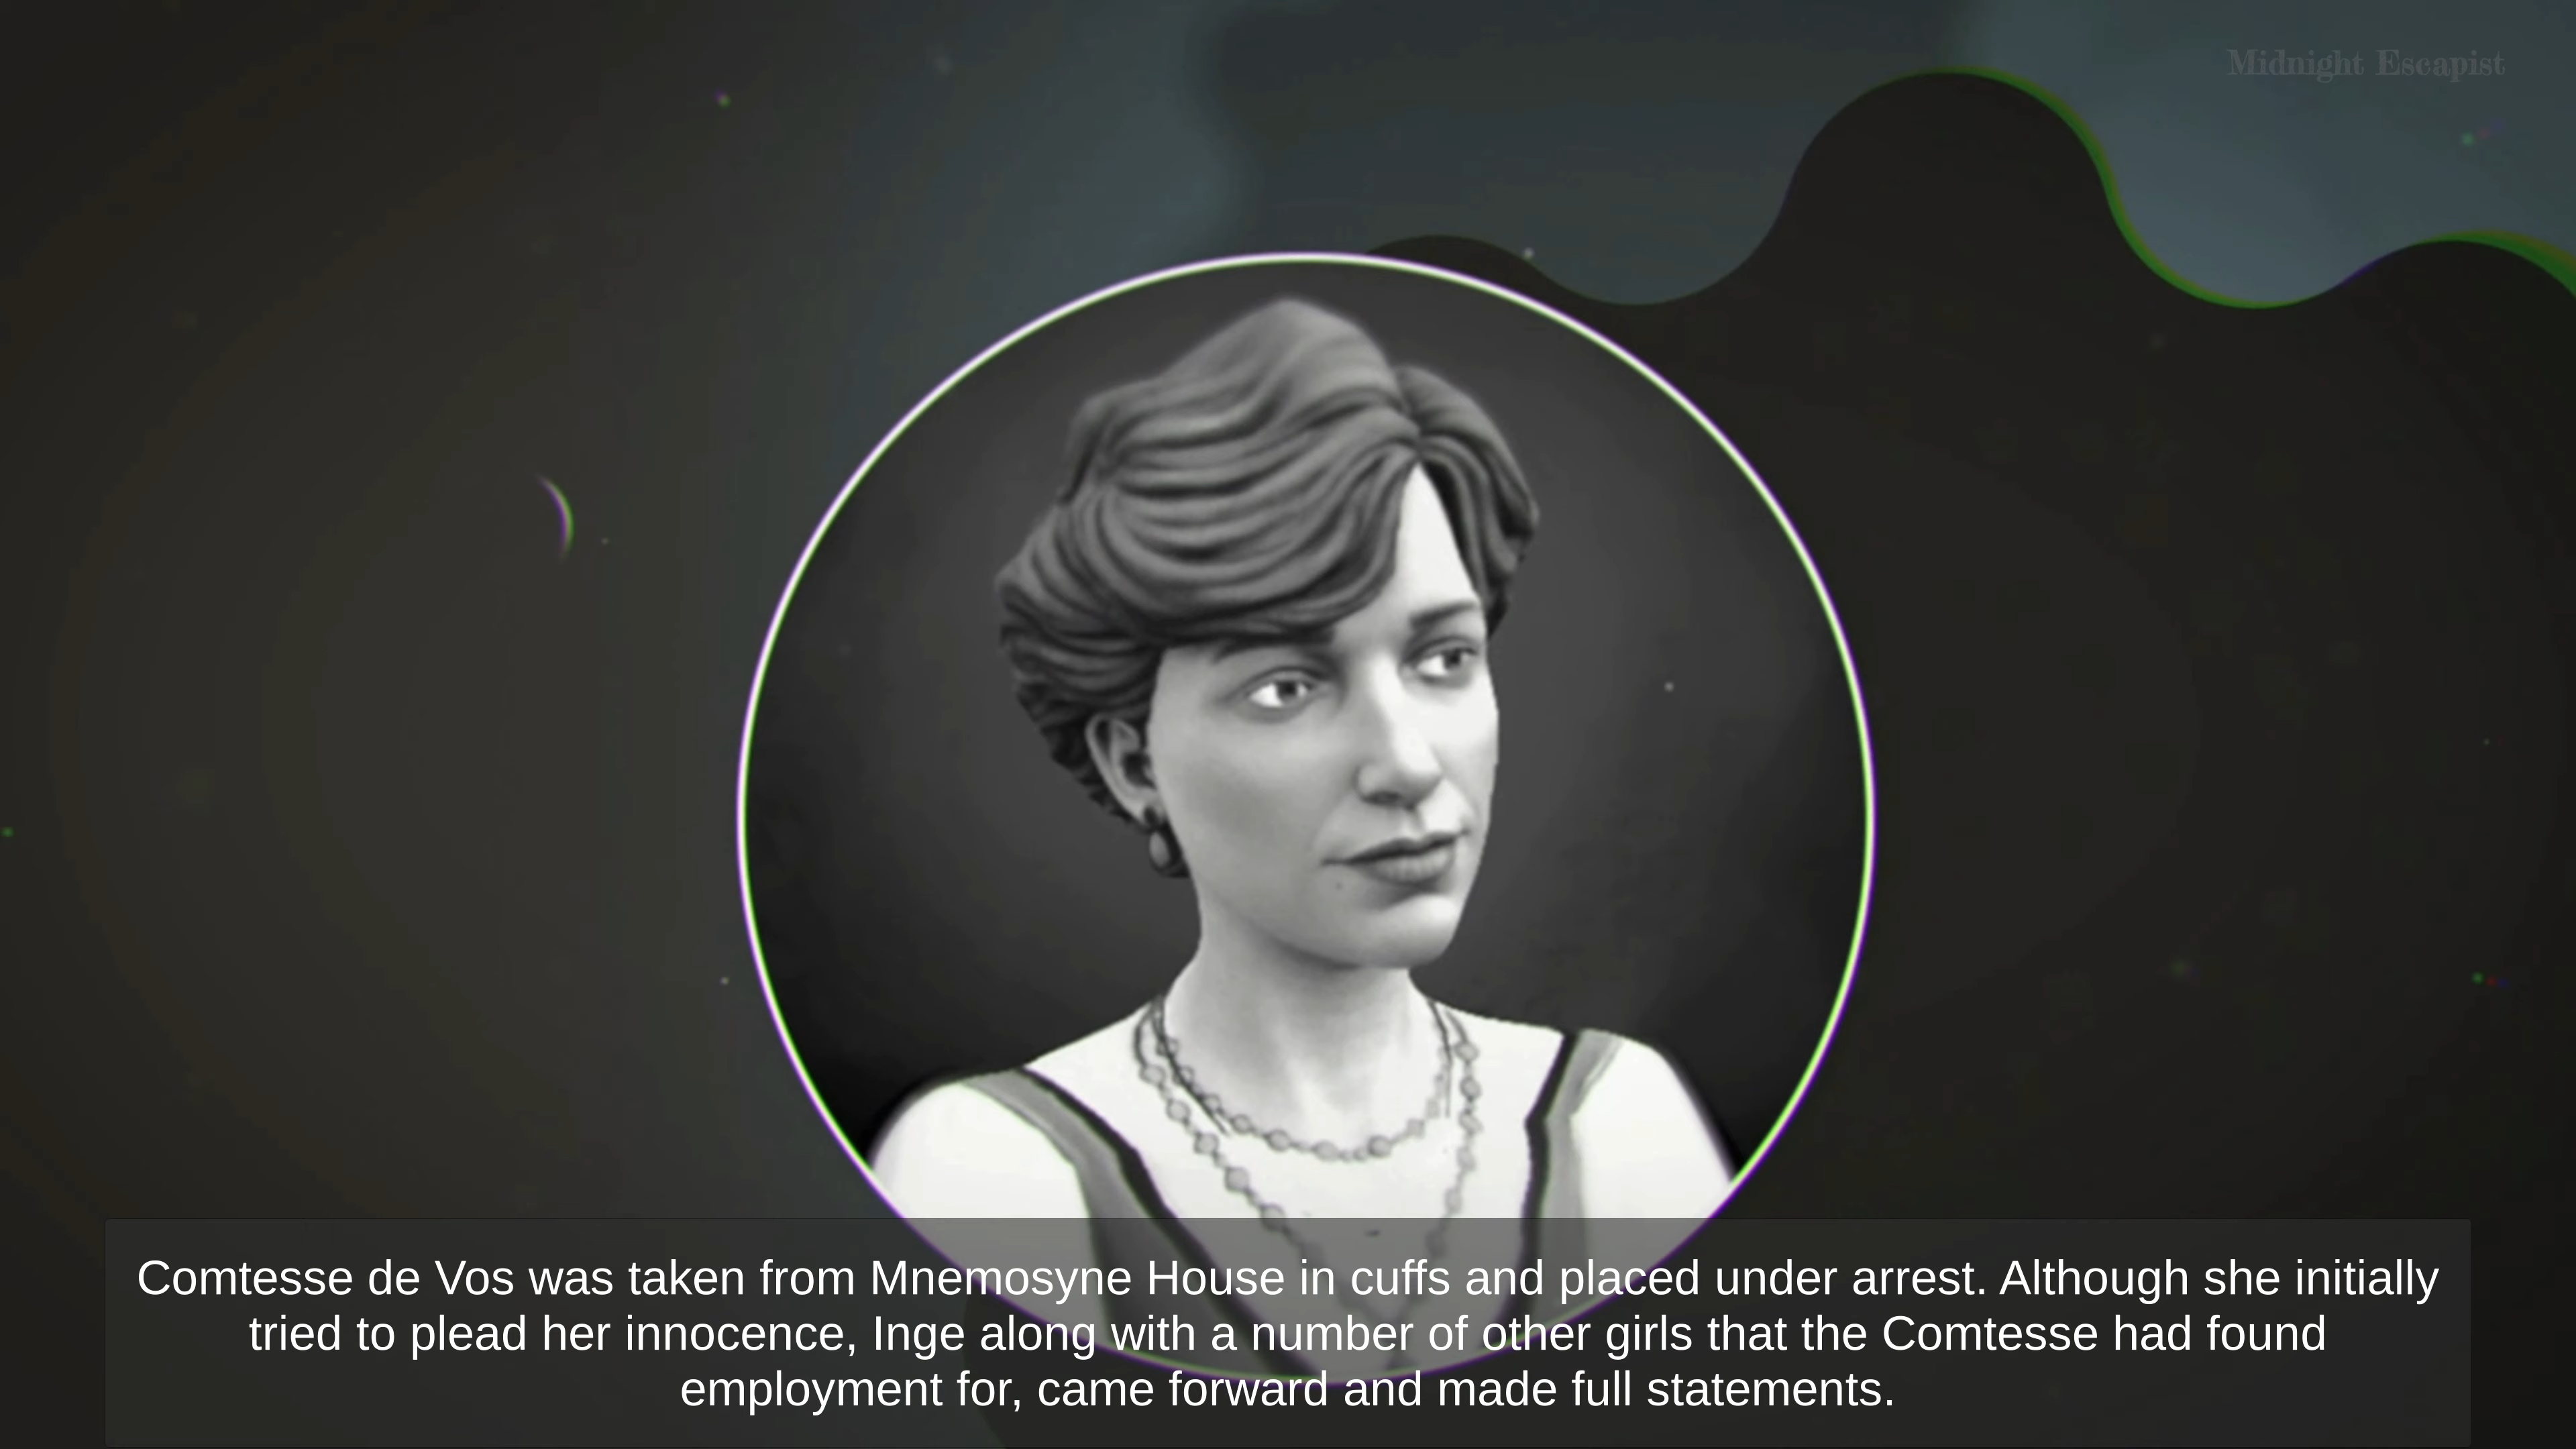 Midnight Escapist
Comtesse de Vos was taken from Mnemosyne House in cuffs and placed under arrest. Although she initially
tried to plead her innocence, Inge along with a number of other girls that the Comtesse had found
employment for, came forward and made full statements.